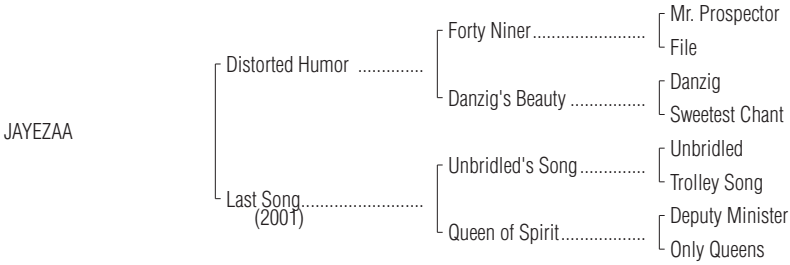 Mr. Prospector
Forty Niner.......................
File
Distorted Humor ..............
Danzig
Danzig's Beauty ................
Sweetest Chant
JAYEZAA
Unbridled
Unbridled's Song..............
Trolley Song
Last Song.........................
(2001)
Deputy Minister
Queen of Spirit.................
Only Queens